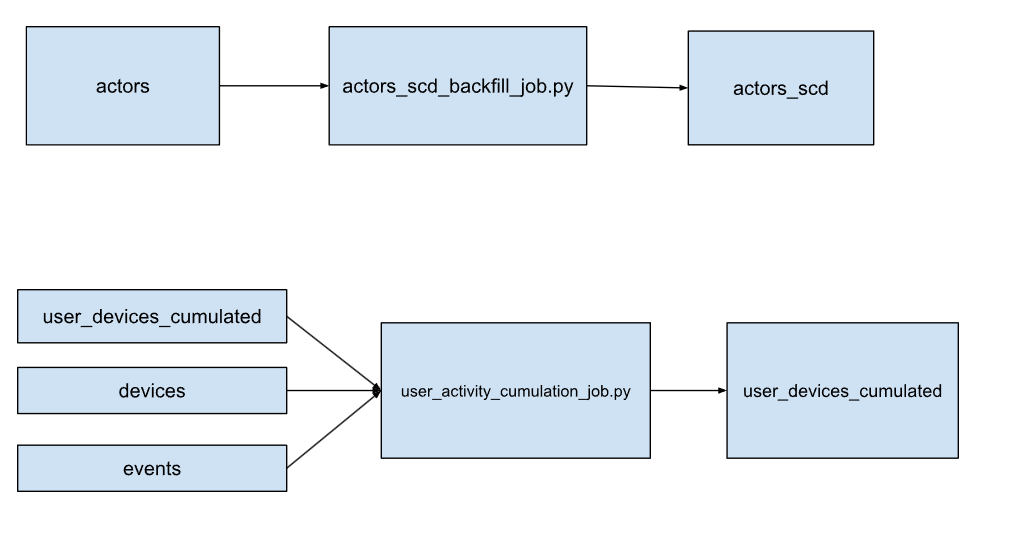 actors
actors_scd_backfill_job.py
actors_scd
user_devices_cumulated
devices
events
user_activity_cumulation_job.py
user_devices_cumulated